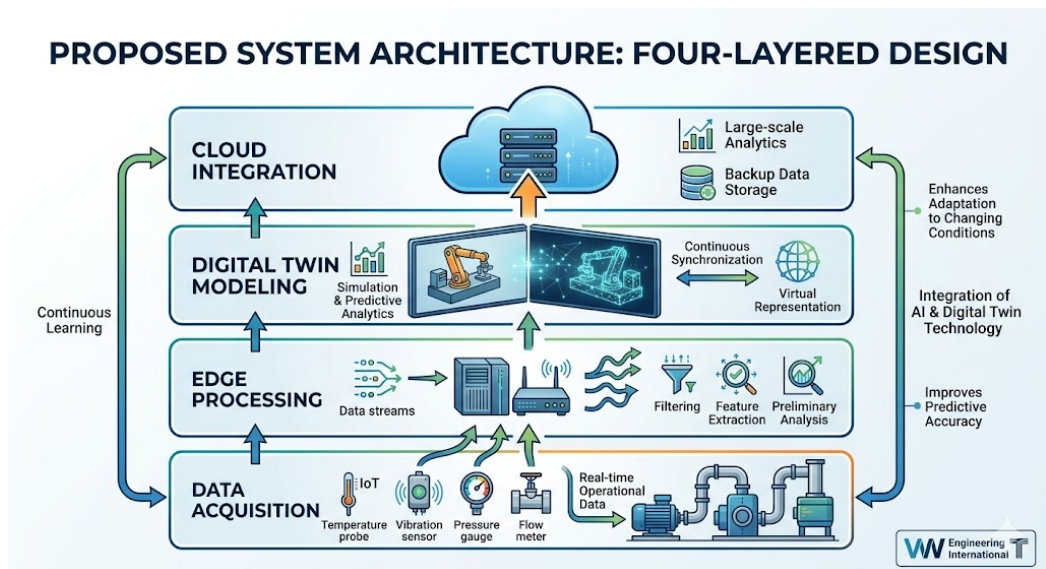 PROPOSED SYSTEM ARCHITECTURE: FOUR-LAYERED DESIGN
CLOUD
INTEGRATION
Large-scale
Analytics
Backup Data
Storage
DIGITAL TWIN
MODELING
Simulation
& Predictive
Analytics
Continuous
Synchronization
Virtual
Representation
EDGE
PROCESSING
Data streams
Filtering
Feature
Extraction
Preliminary
Analysis
DATA
ACQUISITION
IoT
Temperature
probe
Vibration
sensor
Pressure
gauge
Flow
meter
Real-time
Operational
Data
Continuous
Learning
Enhances
Adaptation
to Changing
Conditions
Integration of
AI & Digital Twin
Technology
Improves
Predictive
Accuracy
Engineering
International